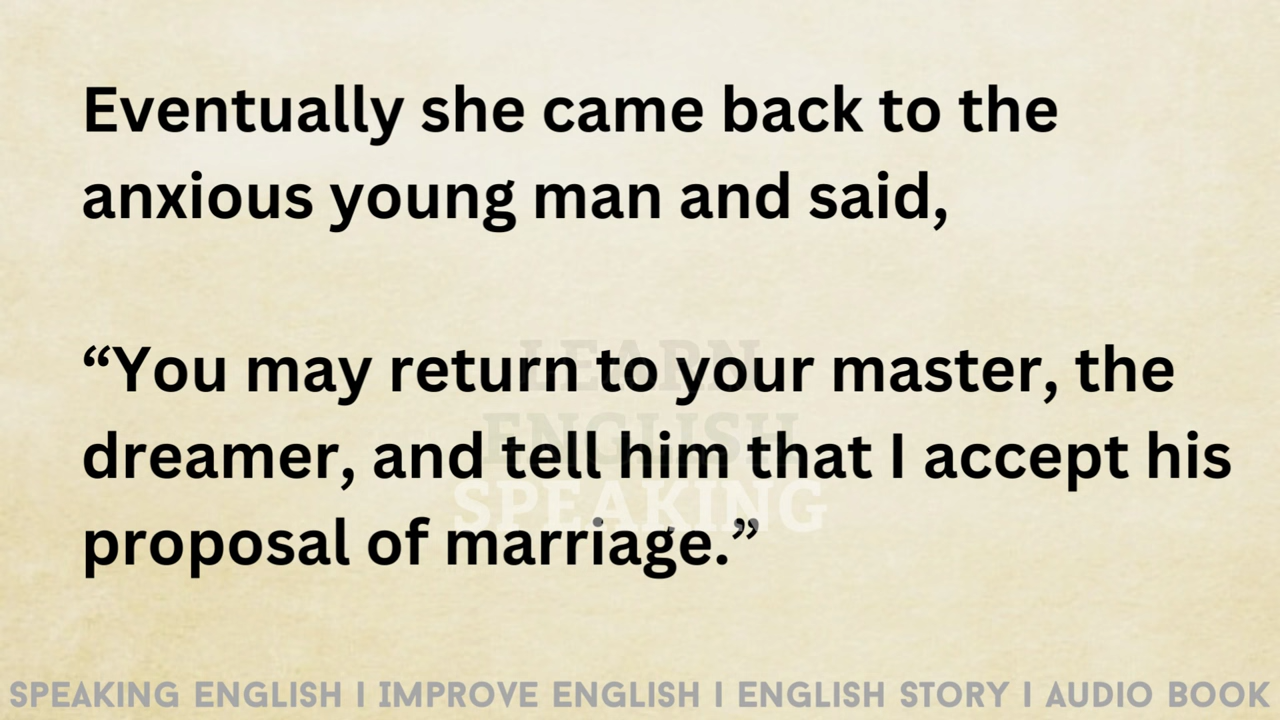 Eventually she came back to the
anxious young man and said,
“You may return to your master, the
dreamer, and tell him that I accept his
proposal of marriage.”
LEARN
ENGLISH
SPEAKING
SPEAKING ENGLISH I IMPROVE ENGLISH I ENGLISH STORY I AUDIO BOOK